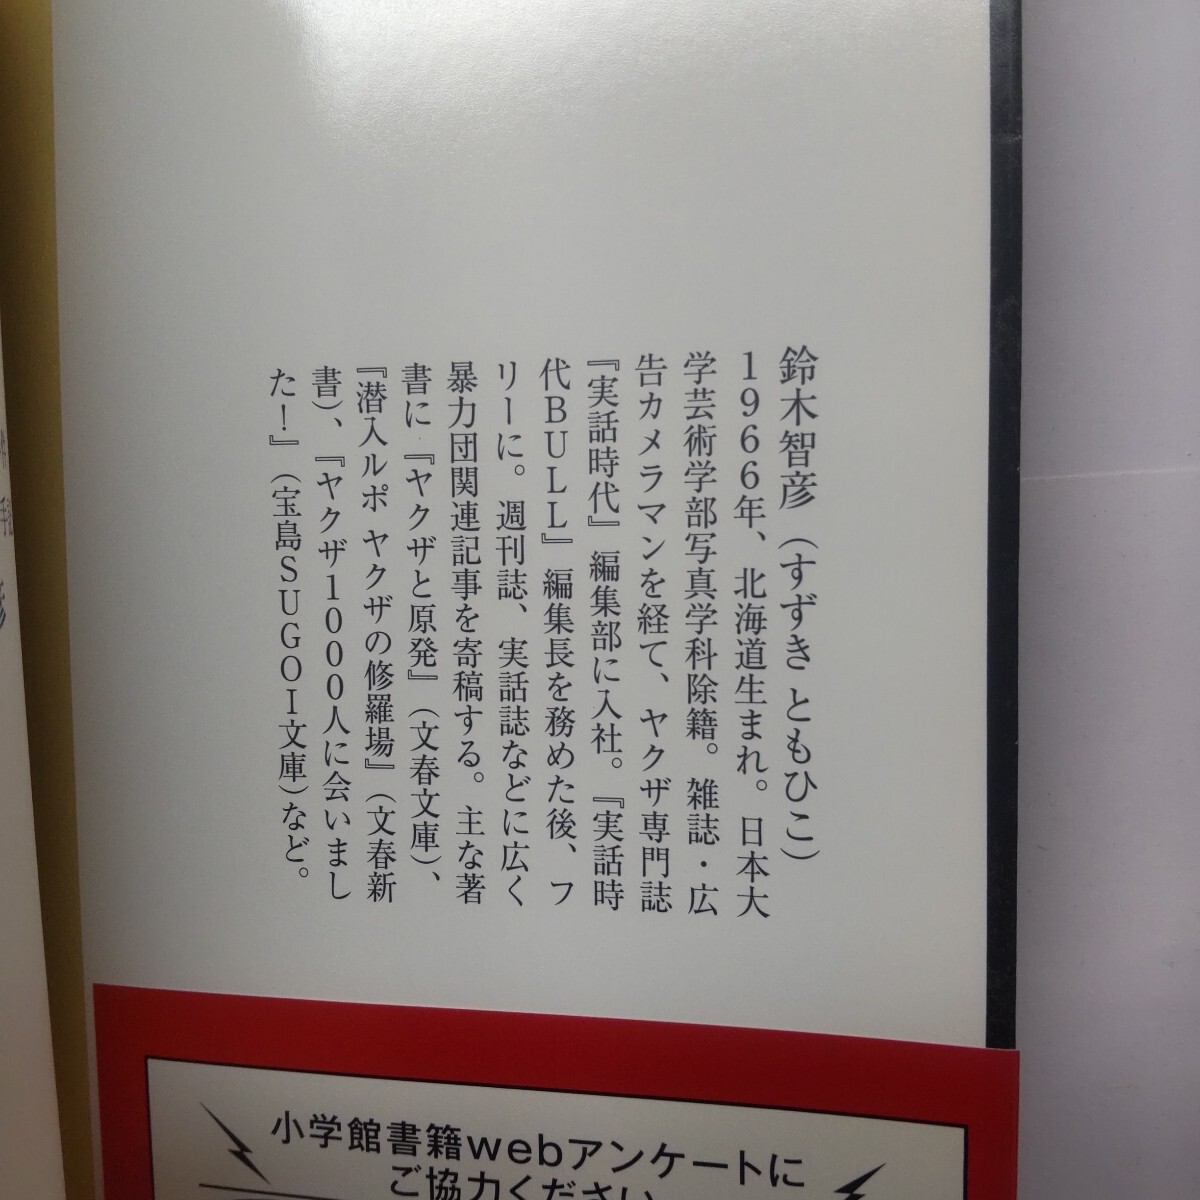 鈴木智彦（すずき ともひこ）
1966年、北海道生まれ。日本大
学芸術学部写真学科除籍。雑誌・広
告カメラマンを経て、ヤクザ専門誌
『実話時代』編集部に入社。『実話時
代BULL』編集長を務めた後、フ
リーに。週刊誌、実話誌などに広く
暴力団関連記事を寄稿する。主な著
書に『ヤクザと原発』（文春文庫）、
『潜入ルポ ヤクザの修羅場』（文春新
書）、『ヤクザ1000人に会いまし
た！』（宝島SUGOI文庫）など。
小学館書籍webアンケートに
ご協力ください